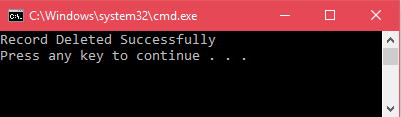 C:\Windows\system32\cmd.exe
Record Deleted Successfully
Press any key to continue . . .